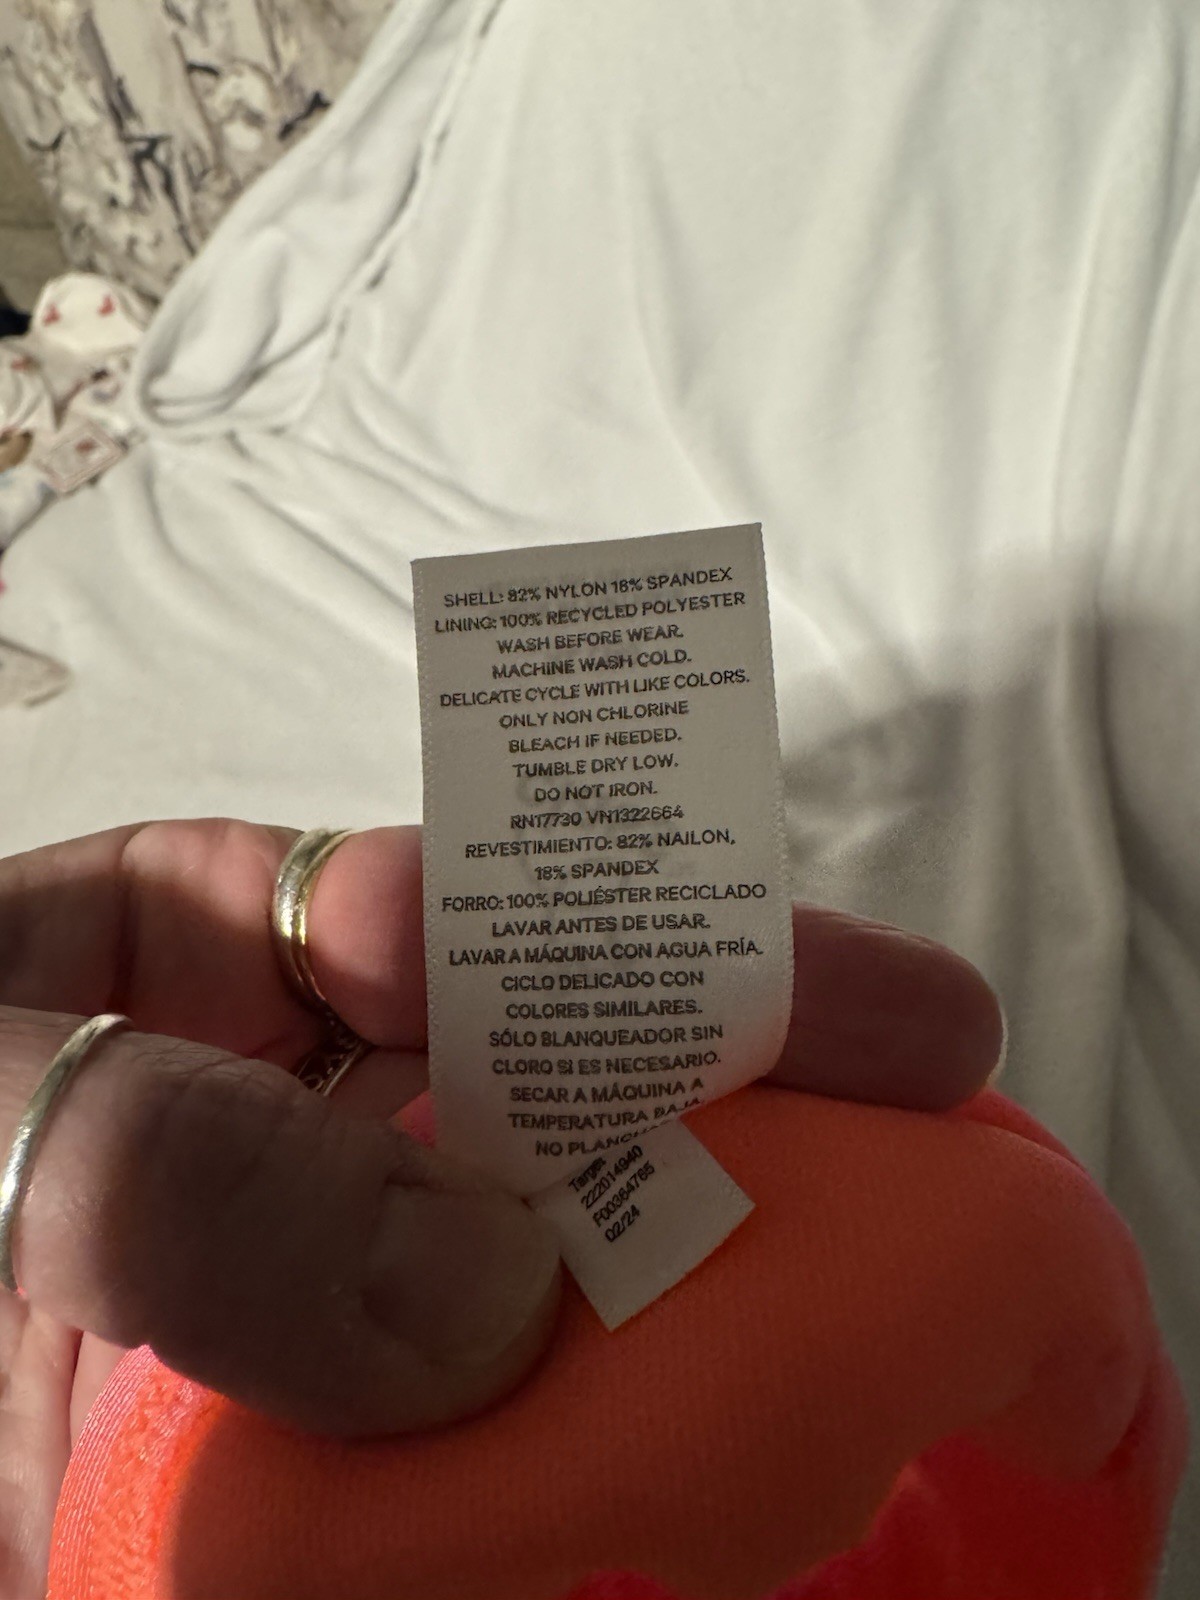 SHELL: 82% NYLON 18% SPANDEX
LINING: 100% RECYCLED POLYESTER
WASH BEFORE WEAR.
MACHINE WASH COLD.
DELICATE CYCLE WITH LIKE COLORS.
ONLY NON CHLORINE
BLEACH IF NEEDED.
TUMBLE DRY LOW.
DO NOT IRON.
RN17730 VN1322664
REVESTIMIENTO: 82% NAILON,
18% SPANDEX
FORRO: 100% POLIÉSTER RECICLADO
LAVAR ANTES DE USAR.
LAVAR A MÁQUINA CON AGUA FRÍA.
CICLO DELICADO CON
COLORES SIMILARES.
SÓLO BLANQUEADOR SIN
CLORO SI ES NECESARIO.
SECAR A MÁQUINA A
TEMPERATURA BAJA.
NO
Target
222014940
F00364765
02/24